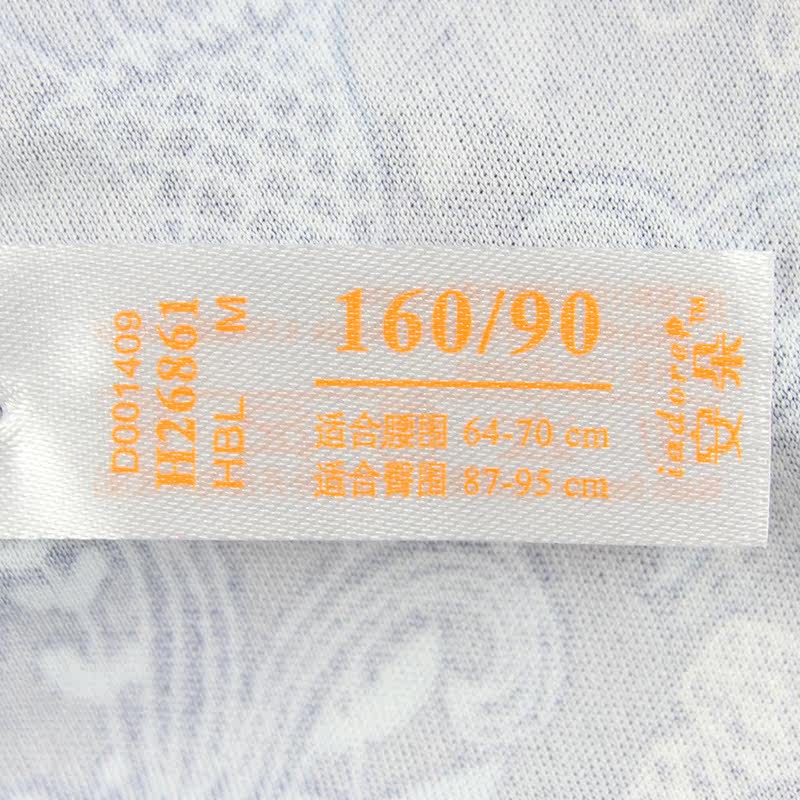 D001409
H26861
HBL M
160/90
适合腰围 64-70 cm
适合臀围 87-95 cm
安朵
iadore TM